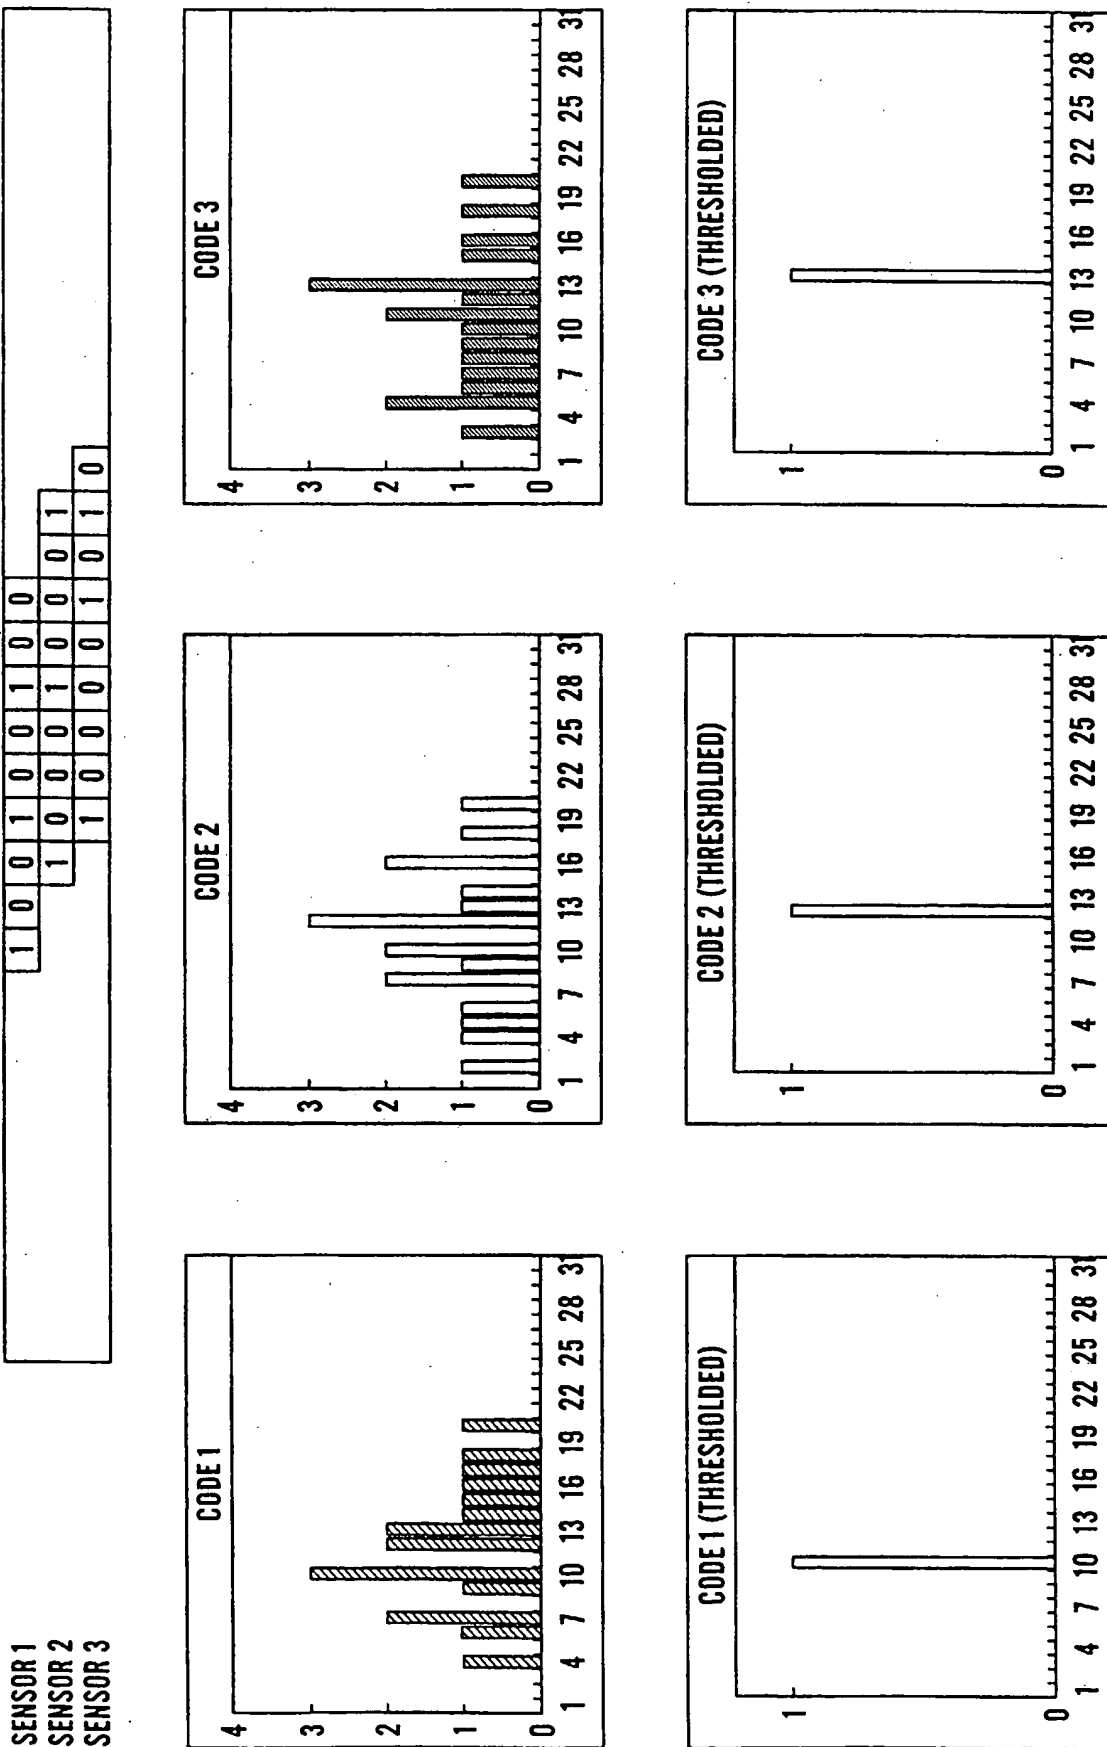 SENSOR 1 1 0 0 1 0 0 1 0 0
SENSOR 2 1 0 0 0 1 0 0 0 1
SENSOR 3 1 0 0 0 0 1 0 1 0
CODE 1
4
3
2
1
0
1 4 7 10 13 16 19 22 25 28 31
CODE 2
4
3
2
1
0
1 4 7 10 13 16 19 22 25 28 31
CODE 3
4
3
2
1
0
1 4 7 10 13 16 19 22 25 28 31
CODE 1 (THRESHOLDED)
1
0
1 4 7 10 13 16 19 22 25 28 31
CODE 2 (THRESHOLDED)
1
0
1 4 7 10 13 16 19 22 25 28 31
CODE 3 (THRESHOLDED)
1
0
1 4 7 10 13 16 19 22 25 28 31